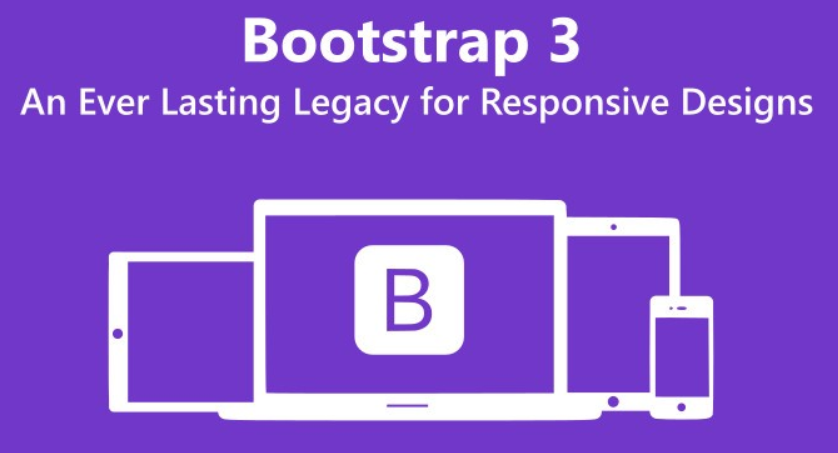 Bootstrap 3
An Ever Lasting Legacy for Responsive Designs
B